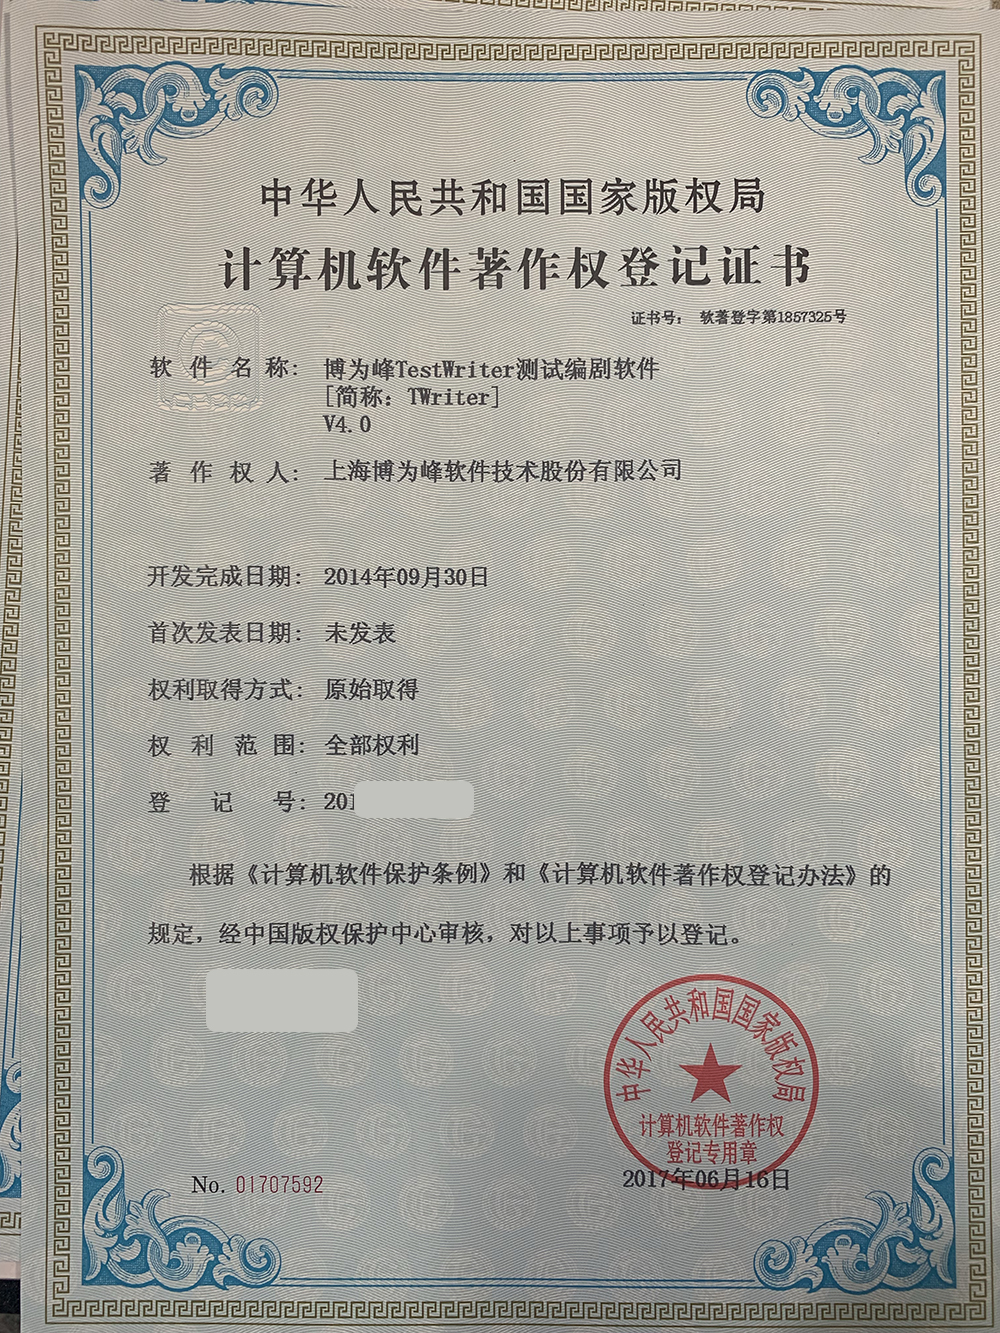 中华人民共和国国家版权局
计算机软件著作权登记证书
证书号： 软著登字第1857325号
软件名称： 博为峰TestWriter测试编剧软件
[简称：TWriter]
V4.0
著作权人： 上海博为峰软件技术股份有限公司
开发完成日期： 2014年09月30日
首次发表日期： 未发表
权利取得方式： 原始取得
权利范围： 全部权利
登记号： 201
根据《计算机软件保护条例》和《计算机软件著作权登记办法》的
规定，经中国版权保护中心审核，对以上事项予以登记。
中华人民共和国国家版权局
计算机软件著作权
登记专用章
No. 01707592
2017年06月16日